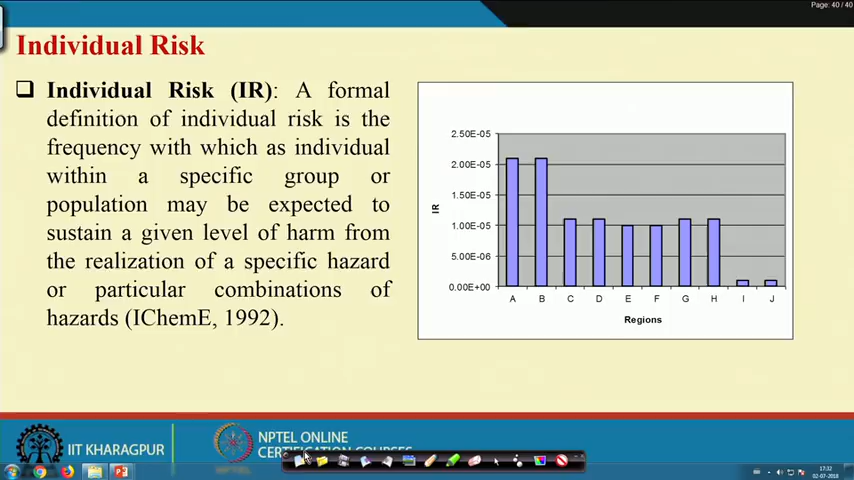 Page: 40 / 40
Individual Risk
Individual Risk (IR): A formal
definition of individual risk is the
frequency with which as individual
within a specific group or
population may be expected to
sustain a given level of harm from
the realization of a specific hazard
or particular combinations of
hazards (IChemE, 1992).
2.50E-05
2.00E-05
1.50E-05
1.00E-05
5.00E-06
0.00E+00
IR
A B C D E F G H I J
Regions
IIT KHARAGPUR
NPTEL ONLINE
CERTIFICATION COURSES
17:32
02-07-2018